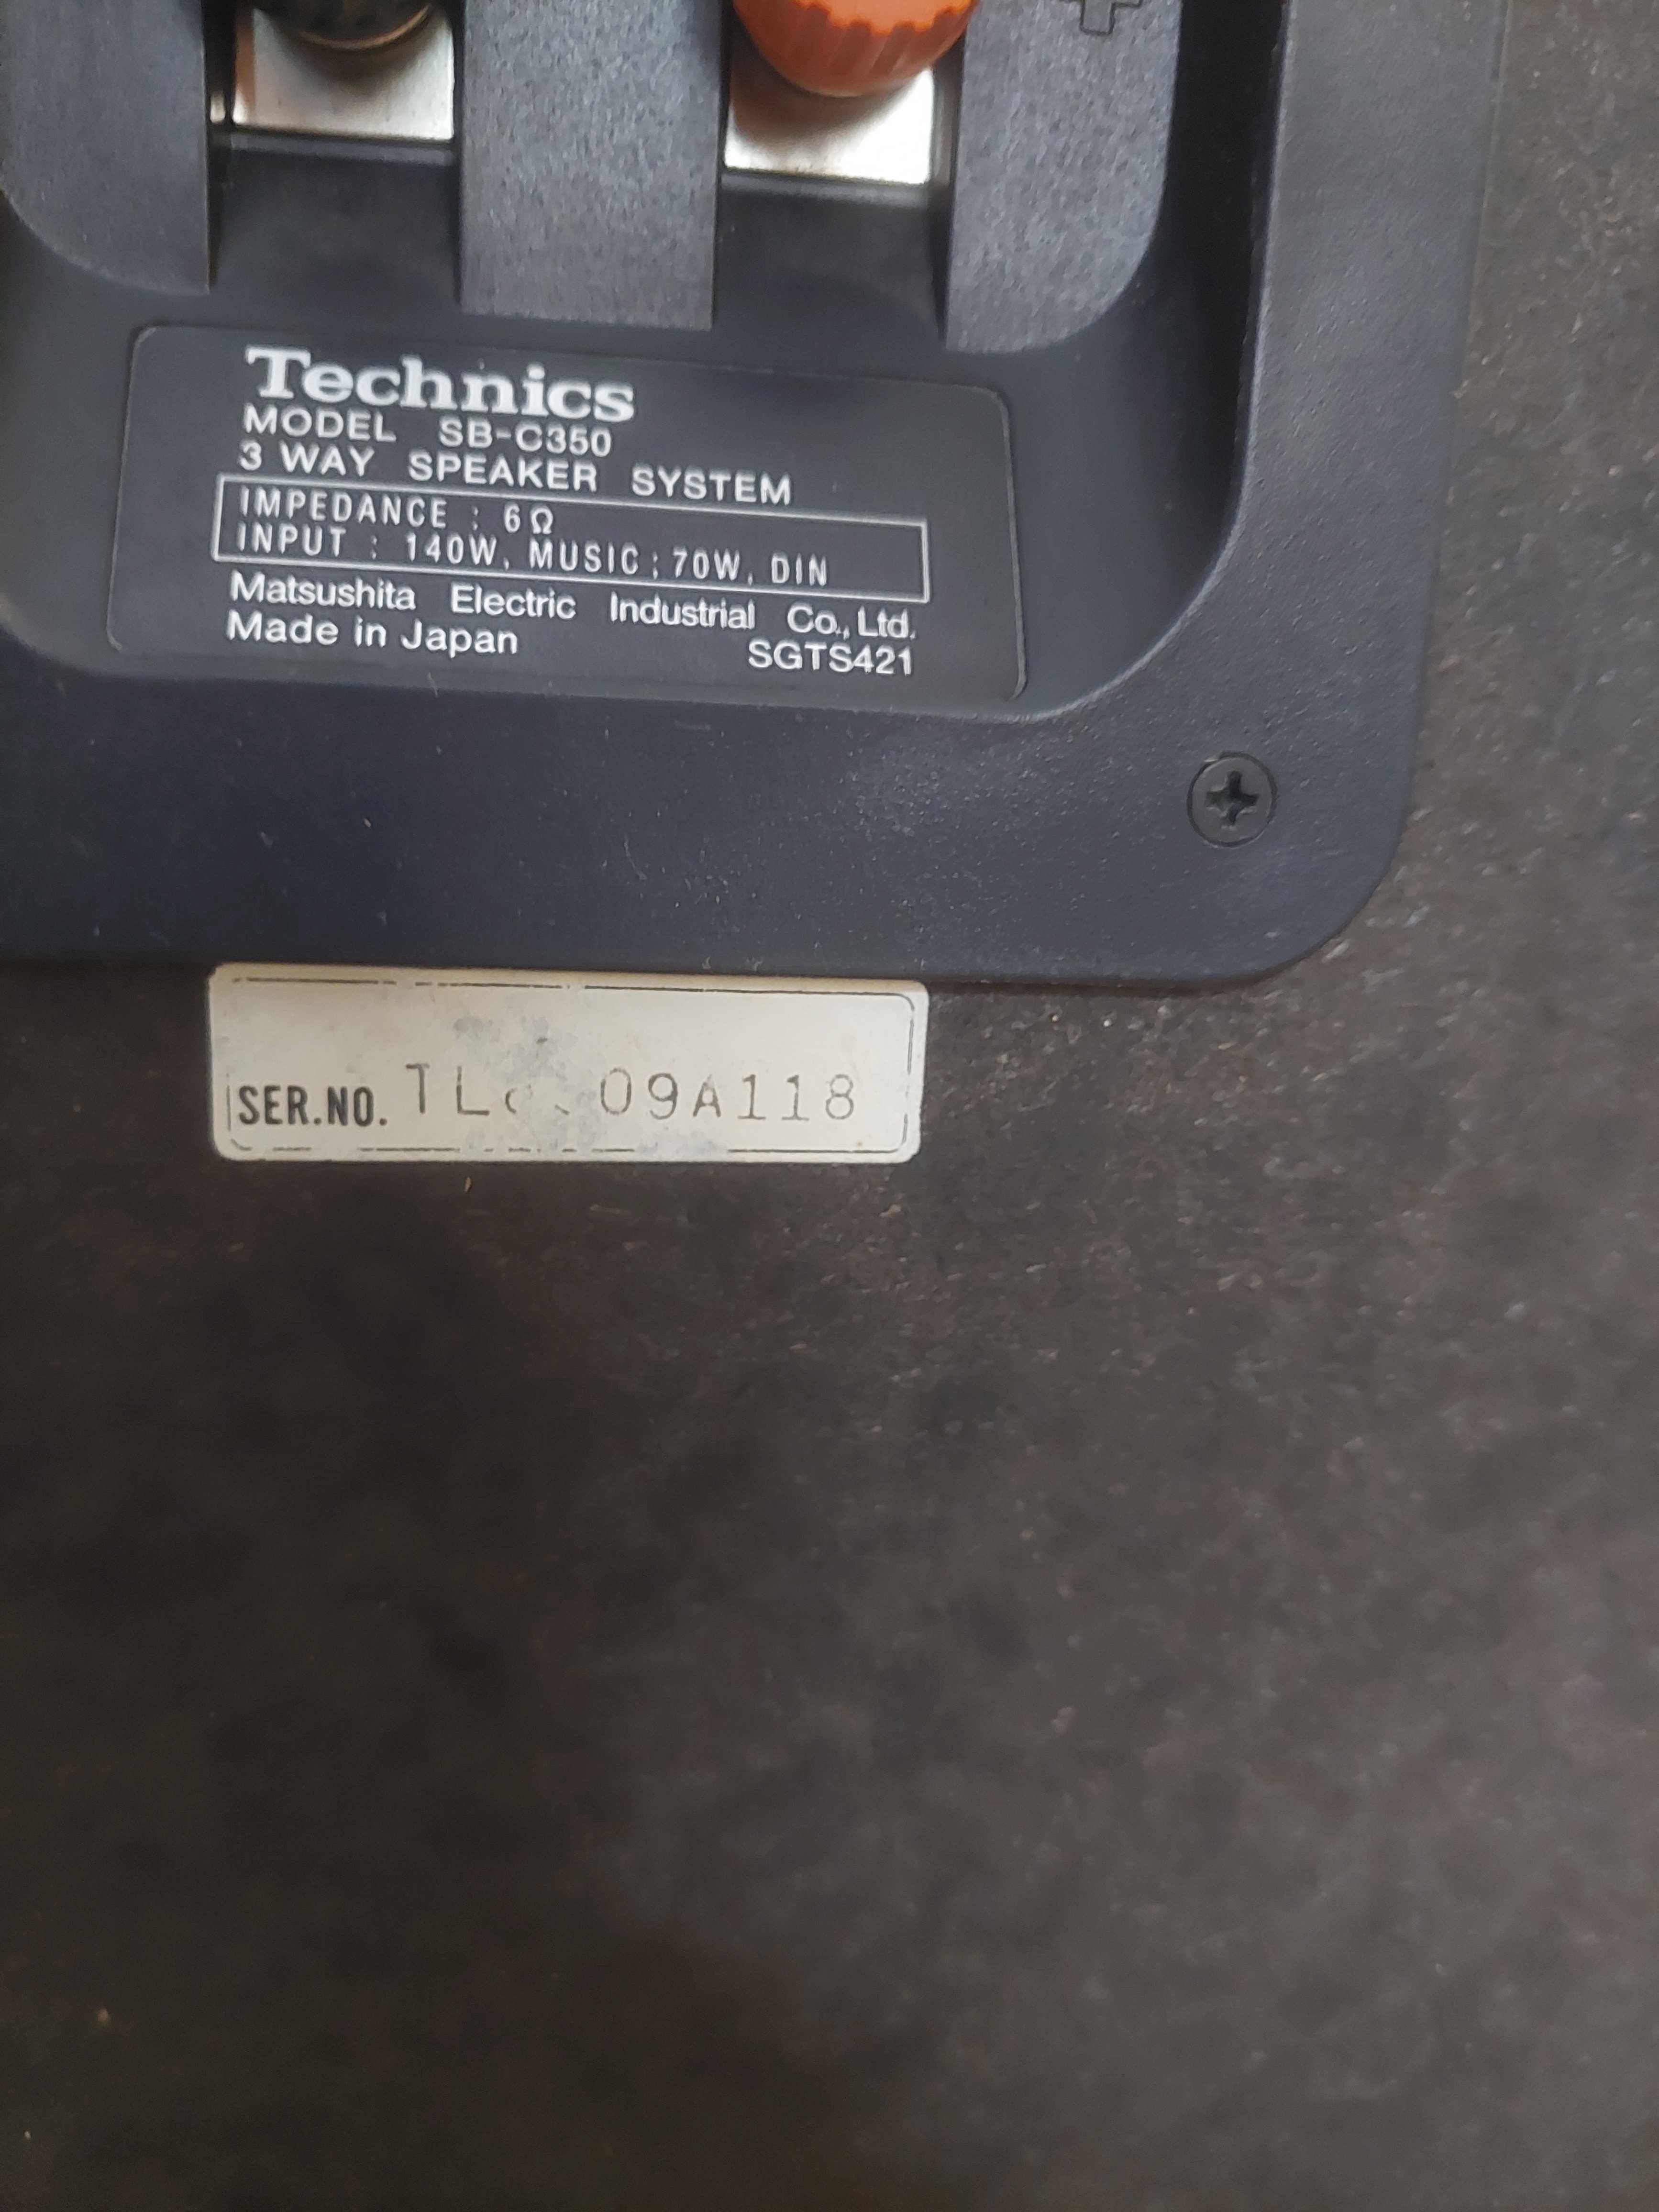 +
Technics
MODEL SB-C350
3 WAY SPEAKER SYSTEM
IMPEDANCE : 6Ω
INPUT : 140W, MUSIC ; 70W, DIN
Matsushita Electric Industrial Co., Ltd.
Made in Japan SGTS421
SER.NO.